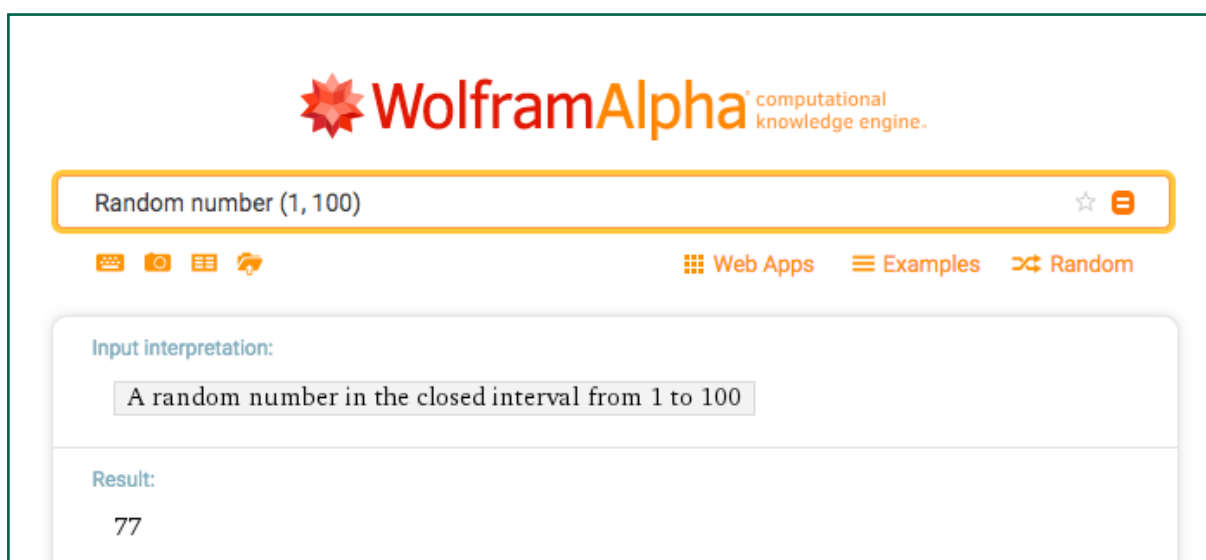 WolframAlpha computational
knowledge engine.
Random number (1, 100)
Web Apps Examples Random
Input interpretation:
A random number in the closed interval from 1 to 100
Result:
77